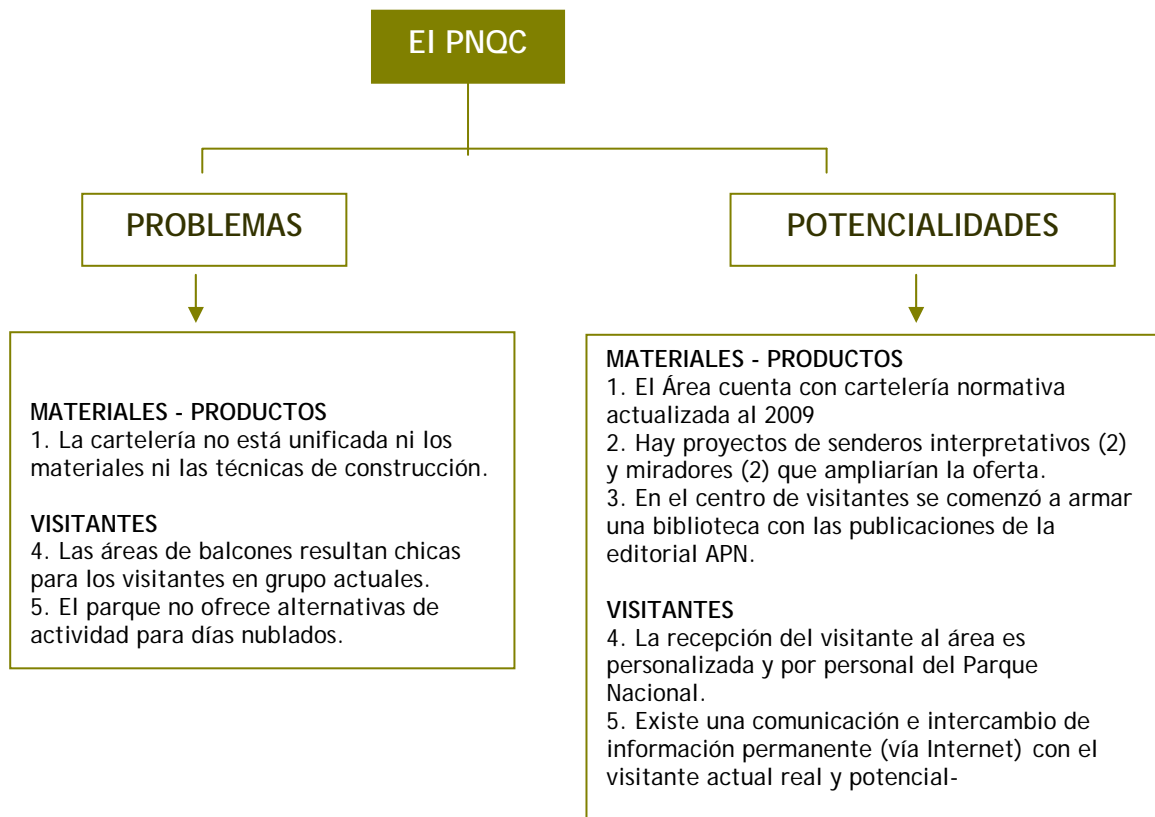 El PNQC
PROBLEMAS
MATERIALES - PRODUCTOS
1. La cartelería no está unificada ni los
materiales ni las técnicas de construcción.
VISITANTES
4. Las áreas de balcones resultan chicas
para los visitantes en grupo actuales.
5. El parque no ofrece alternativas de
actividad para días nublados.
POTENCIALIDADES
MATERIALES - PRODUCTOS
1. El Área cuenta con cartelería normativa
actualizada al 2009
2. Hay proyectos de senderos interpretativos (2)
y miradores (2) que ampliarían la oferta.
3. En el centro de visitantes se comenzó a armar
una biblioteca con las publicaciones de la
editorial APN.
VISITANTES
4. La recepción del visitante al área es
personalizada y por personal del Parque
Nacional.
5. Existe una comunicación e intercambio de
información permanente (vía Internet) con el
visitante actual real y potencial-